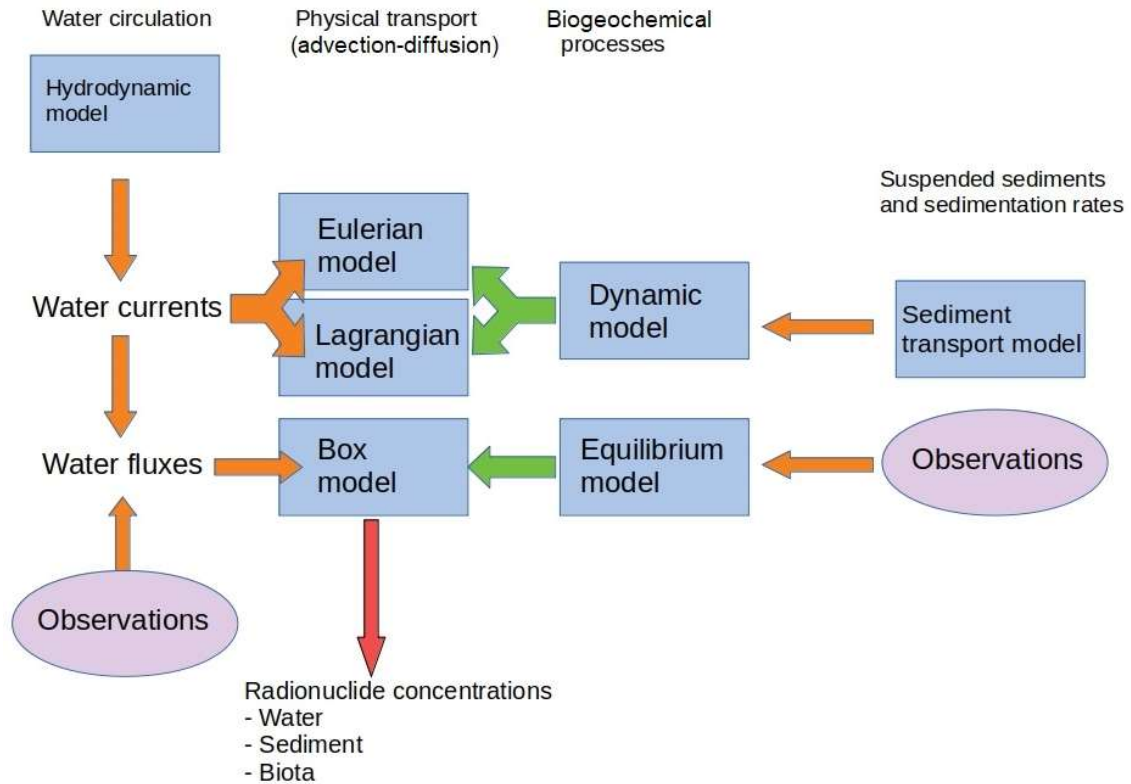 Water circulation
Physical transport
(advection-diffusion)
Biogeochemical
processes
Hydrodynamic
model
Suspended sediments
and sedimentation rates
Eulerian
model
Water currents
Lagrangian
model
Dynamic
model
Sediment
transport model
Water fluxes
Box
model
Equilibrium
model
Observations
Observations
Radionuclide concentrations
- Water
- Sediment
- Biota